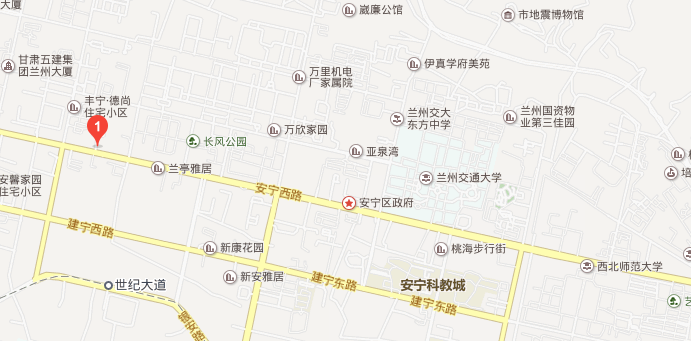 大厦
崴廉公馆
市地震博物馆
甘肃五建集
团兰州大厦
万里机电
厂家属院
伊真学府美苑
丰宁·德尚
住宅小区
1
长风公园
万欣家园
兰州交大
东方中学
兰州国资物
业第三佳园
亚泉湾
兰亭雅居
安馨家园
住宅小区
安宁西路
兰州交通大学
培
安宁区政府
建宁西路
新康花园
桃海步行街
新安雅居
建宁东路
安宁科教城
西北师范大学
世纪大道
建宁东路
艺